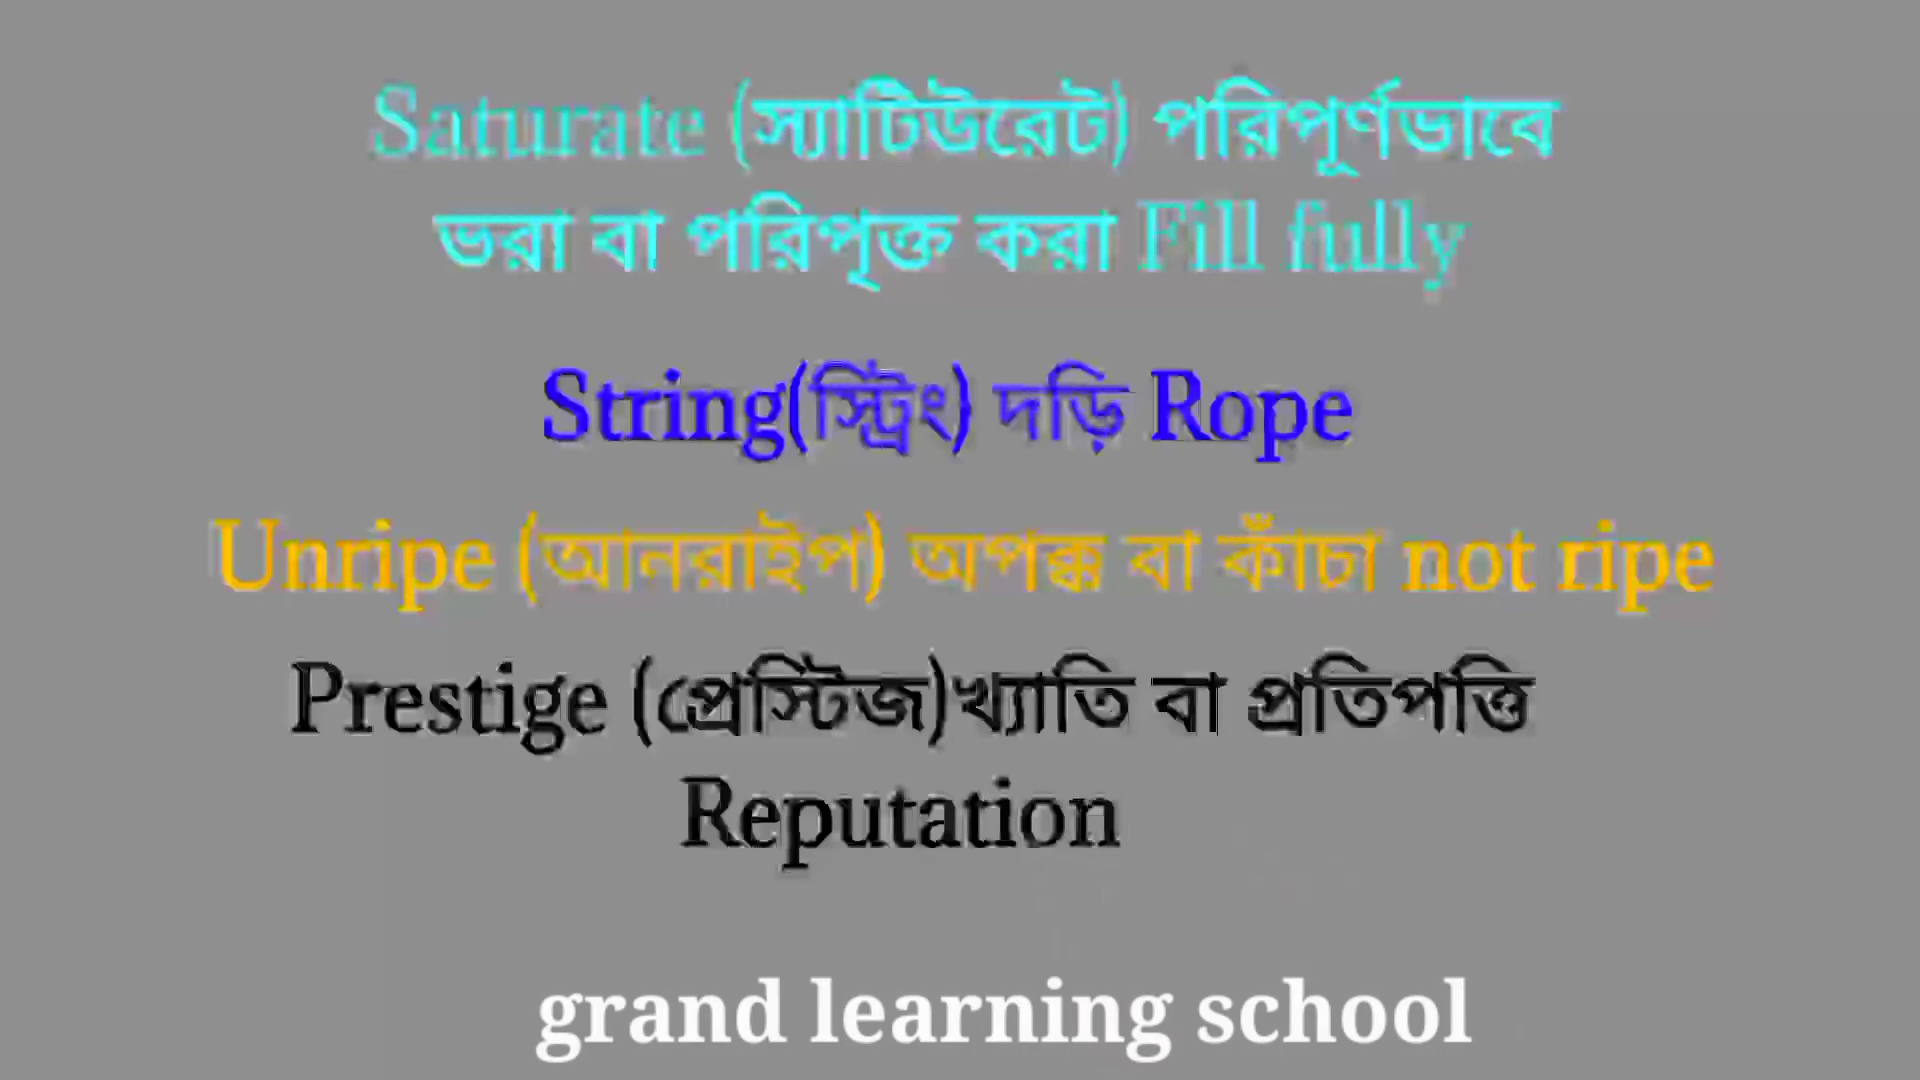 Saturate (স্যাটিউরেট) পরিপূর্ণভাবে
ভরা বা পরিপৃক্ত করা Fill fully
String(স্ট্রিং) দড়ি Rope
Unripe (আনরাইপ) অপক্ক বা কাঁচা not ripe
Prestige (প্রেস্টিজ)খ্যাতি বা প্রতিপত্তি
Reputation
grand learning school